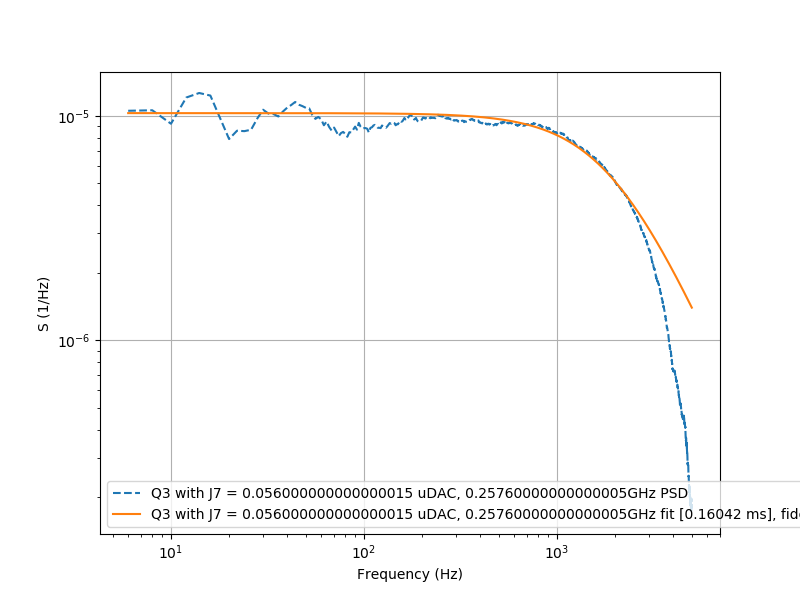 10⁻⁵
10⁻⁶
S (1/Hz)
Q3 with J7 = 0.056000000000000015 uDAC, 0.25760000000000005GHz PSD
Q3 with J7 = 0.056000000000000015 uDAC, 0.25760000000000005GHz fit [0.16042 ms], fid
10¹ 10² 10³
Frequency (Hz)